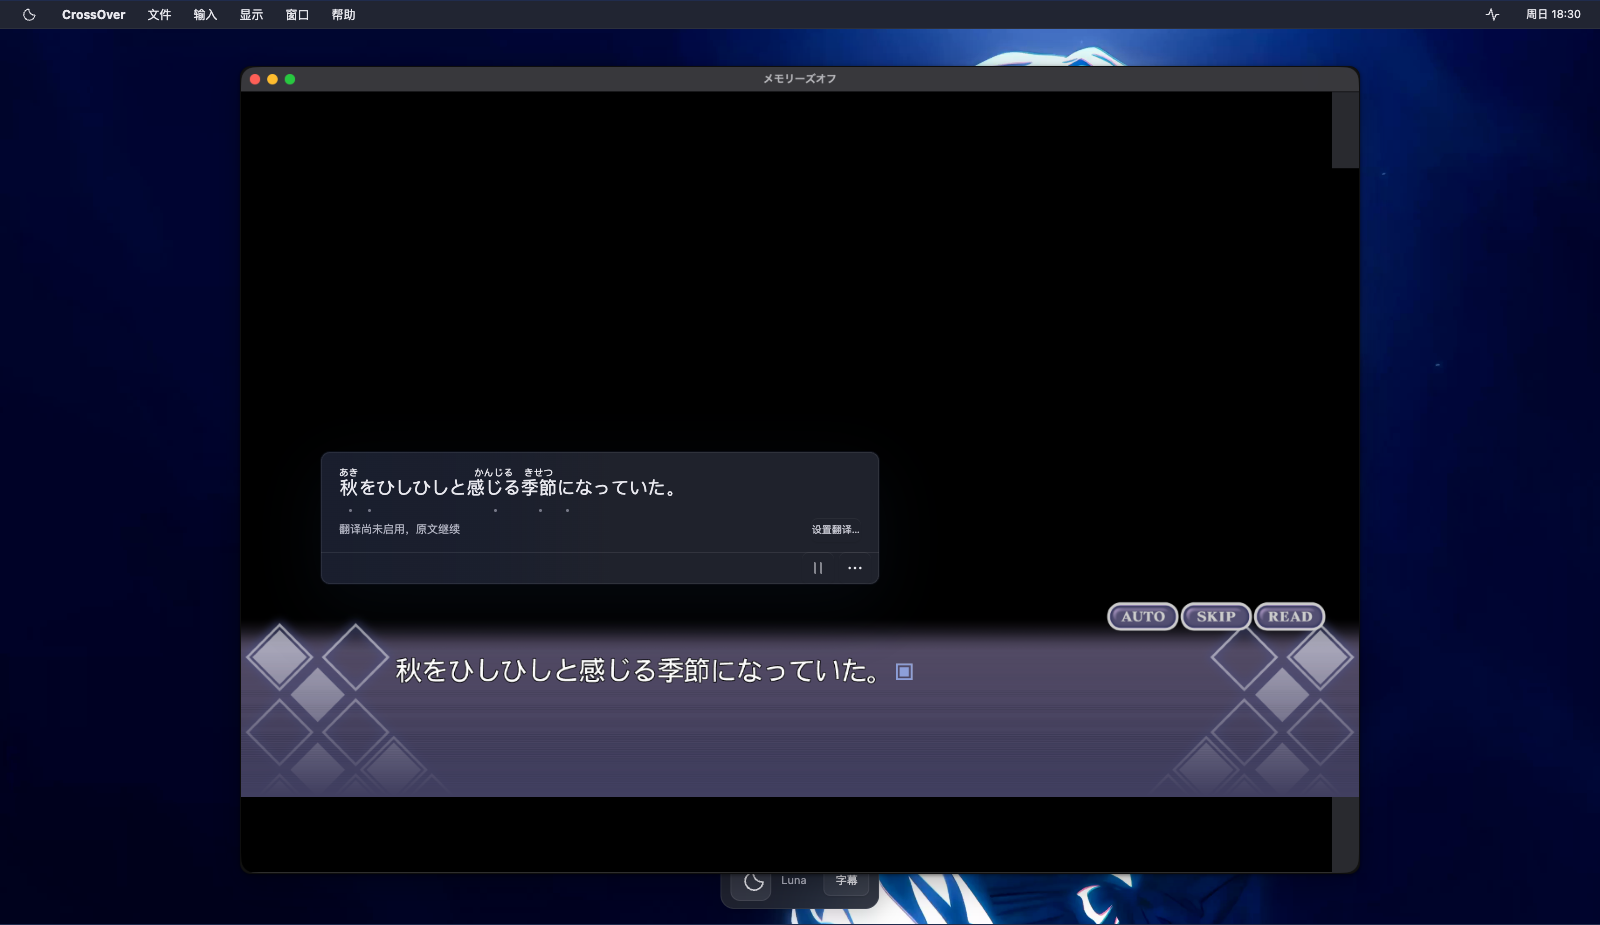 CrossOver 文件 输入 显示 窗口 帮助 周日 18:30
メモリーズオフ
あき かんじる きせつ
秋をひしひしと感じる季節になっていた。
翻译尚未启用，原文继续 设置翻译...
AUTO SKIP READ
秋をひしひしと感じる季節になっていた。
Luna 字幕